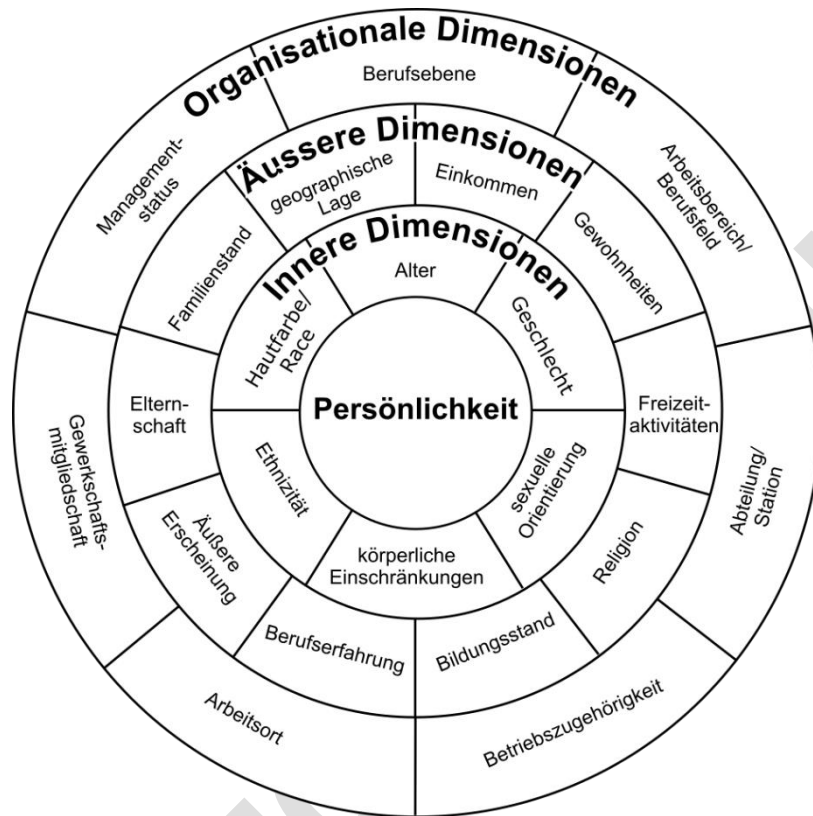 Organisationale Dimensionen
Berufsebene
Arbeitsbereich/
Berufsfeld
Abteilung/
Station
Betriebszugehörigkeit
Arbeitsort
Gewerkschafts-
mitgliedschaft
Management-
status
Äussere Dimensionen
geographische
Lage
Einkommen
Gewohnheiten
Freizeit-
aktivitäten
Religion
Bildungsstand
Berufserfahrung
Äußere
Erscheinung
Eltern-
schaft
Familienstand
Innere Dimensionen
Alter
Geschlecht
sexuelle
Orientierung
körperliche
Einschränkungen
Ethnizität
Hautfarbe/
Race
Persönlichkeit